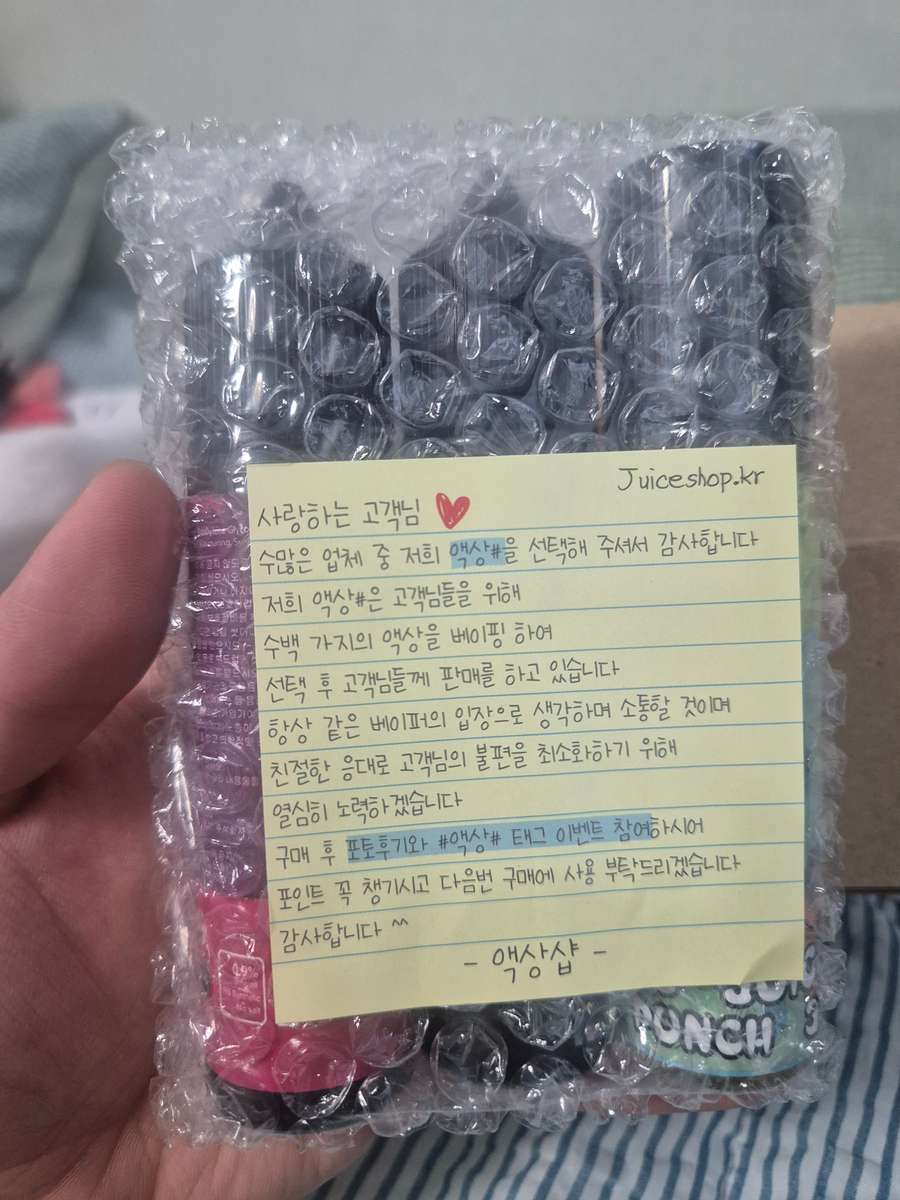 Juiceshop.kr
사랑하는 고객님
수많은 업체 중 저희 액상#을 선택해 주셔서 감사합니다
저희 액상#은 고객님들을 위해
수백 가지의 액상을 베이핑 하여
선택 후 고객님들께 판매를 하고 있습니다
항상 같은 베이퍼의 입장으로 생각하며 소통할 것이며
친절한 응대로 고객님의 불편을 최소화하기 위해
열심히 노력하겠습니다
구매 후 포토후기와 #액상# 태그 이벤트 참여하시어
포인트 꼭 챙기시고 다음번 구매에 사용 부탁드리겠습니다
감사합니다 ^^
- 액상샵 -
0.9%
PONCH